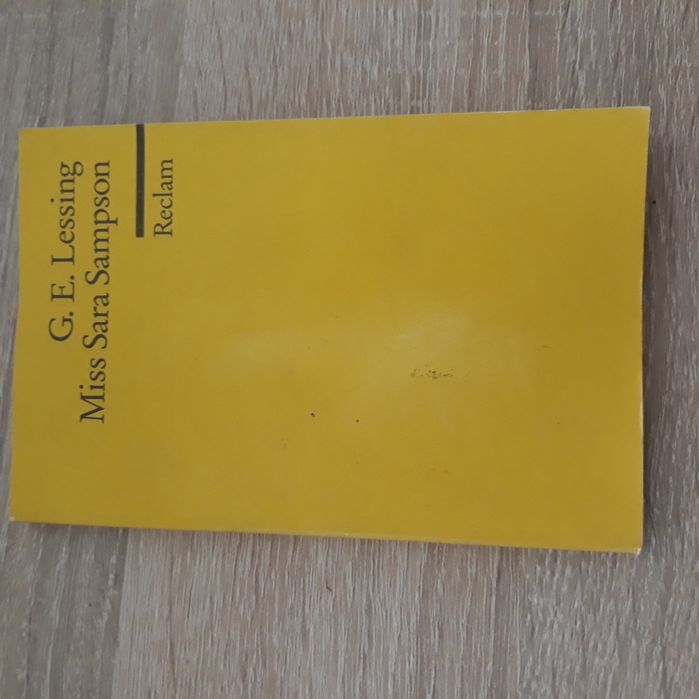 G. E. Lessing
Miss Sara Sampson
Reclam